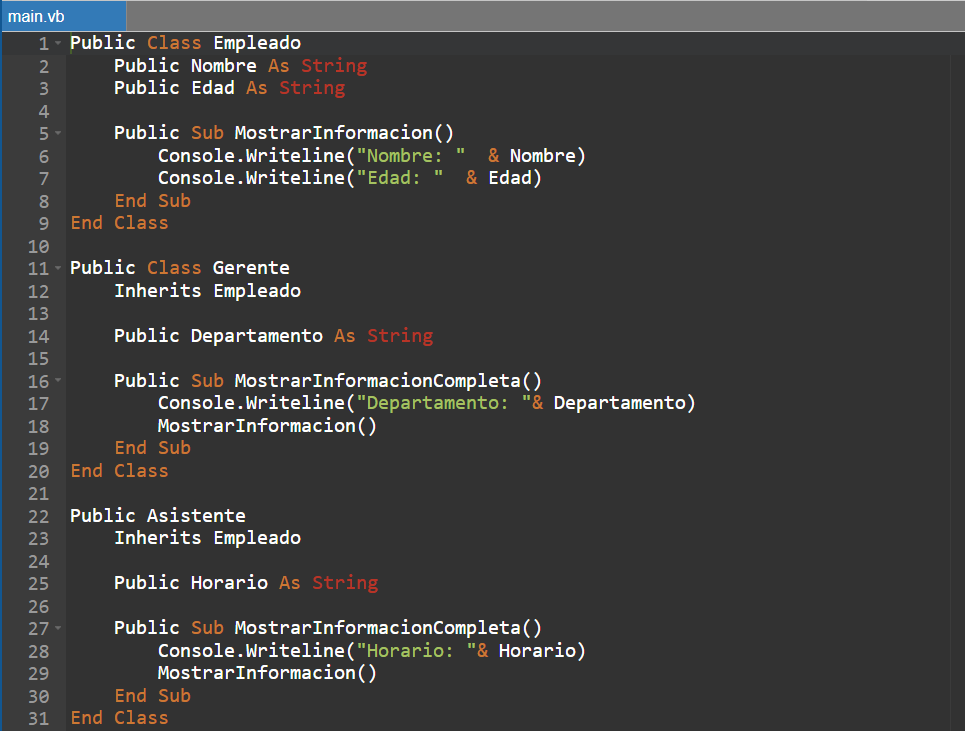 main.vb
1 Public Class Empleado
2     Public Nombre As String
3     Public Edad As String
4
5     Public Sub MostrarInformacion()
6         Console.Writeline("Nombre: "  & Nombre)
7         Console.Writeline("Edad: "  & Edad)
8     End Sub
9 End Class
10
11 Public Class Gerente
12     Inherits Empleado
13
14     Public Departamento As String
15
16     Public Sub MostrarInformacionCompleta()
17         Console.Writeline("Departamento: "& Departamento)
18         MostrarInformacion()
19     End Sub
20 End Class
21
22 Public Asistente
23     Inherits Empleado
24
25     Public Horario As String
26
27     Public Sub MostrarInformacionCompleta()
28         Console.Writeline("Horario: "& Horario)
29         MostrarInformacion()
30     End Sub
31 End Class